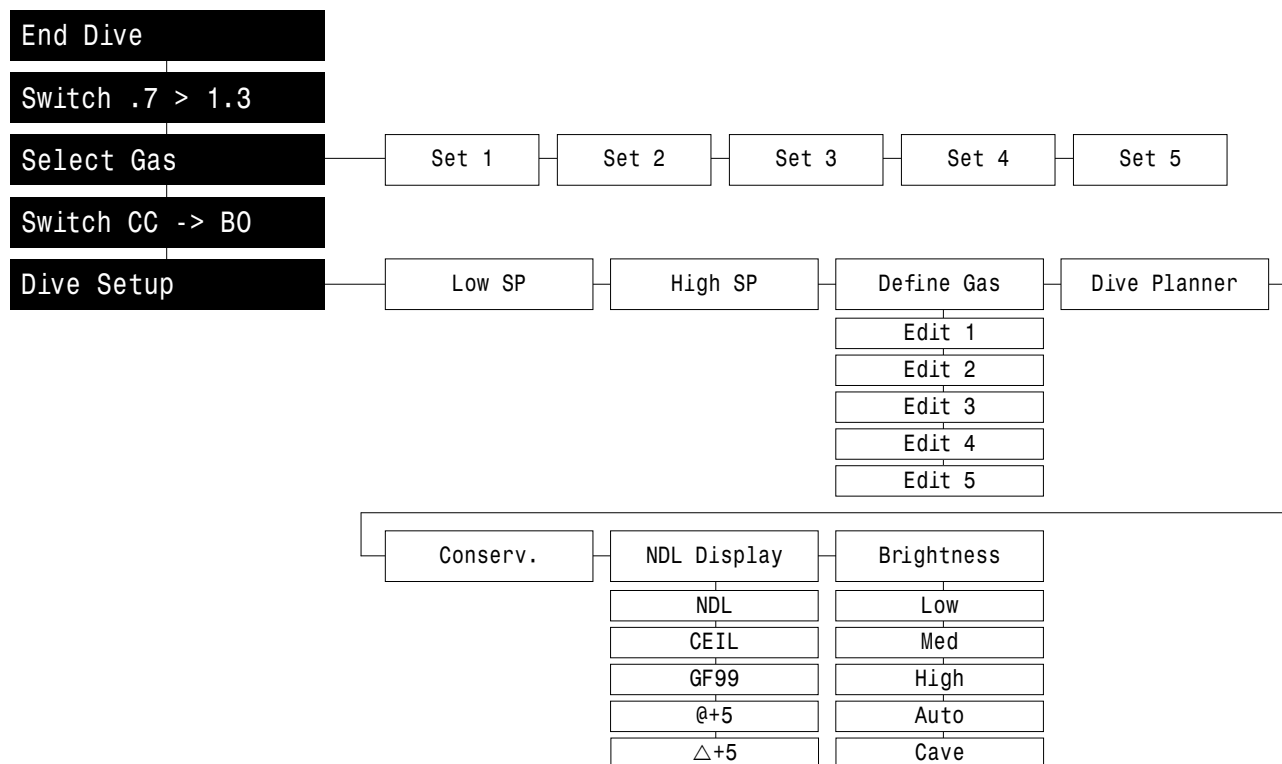 End Dive
Switch .7 > 1.3
Select Gas
Set 1
Set 2
Set 3
Set 4
Set 5
Switch CC -> BO
Dive Setup
Low SP
High SP
Define Gas
Dive Planner
Edit 1
Edit 2
Edit 3
Edit 4
Edit 5
Conserv.
NDL Display
Brightness
NDL
Low
CEIL
Med
GF99
High
@+5
Auto
△+5
Cave